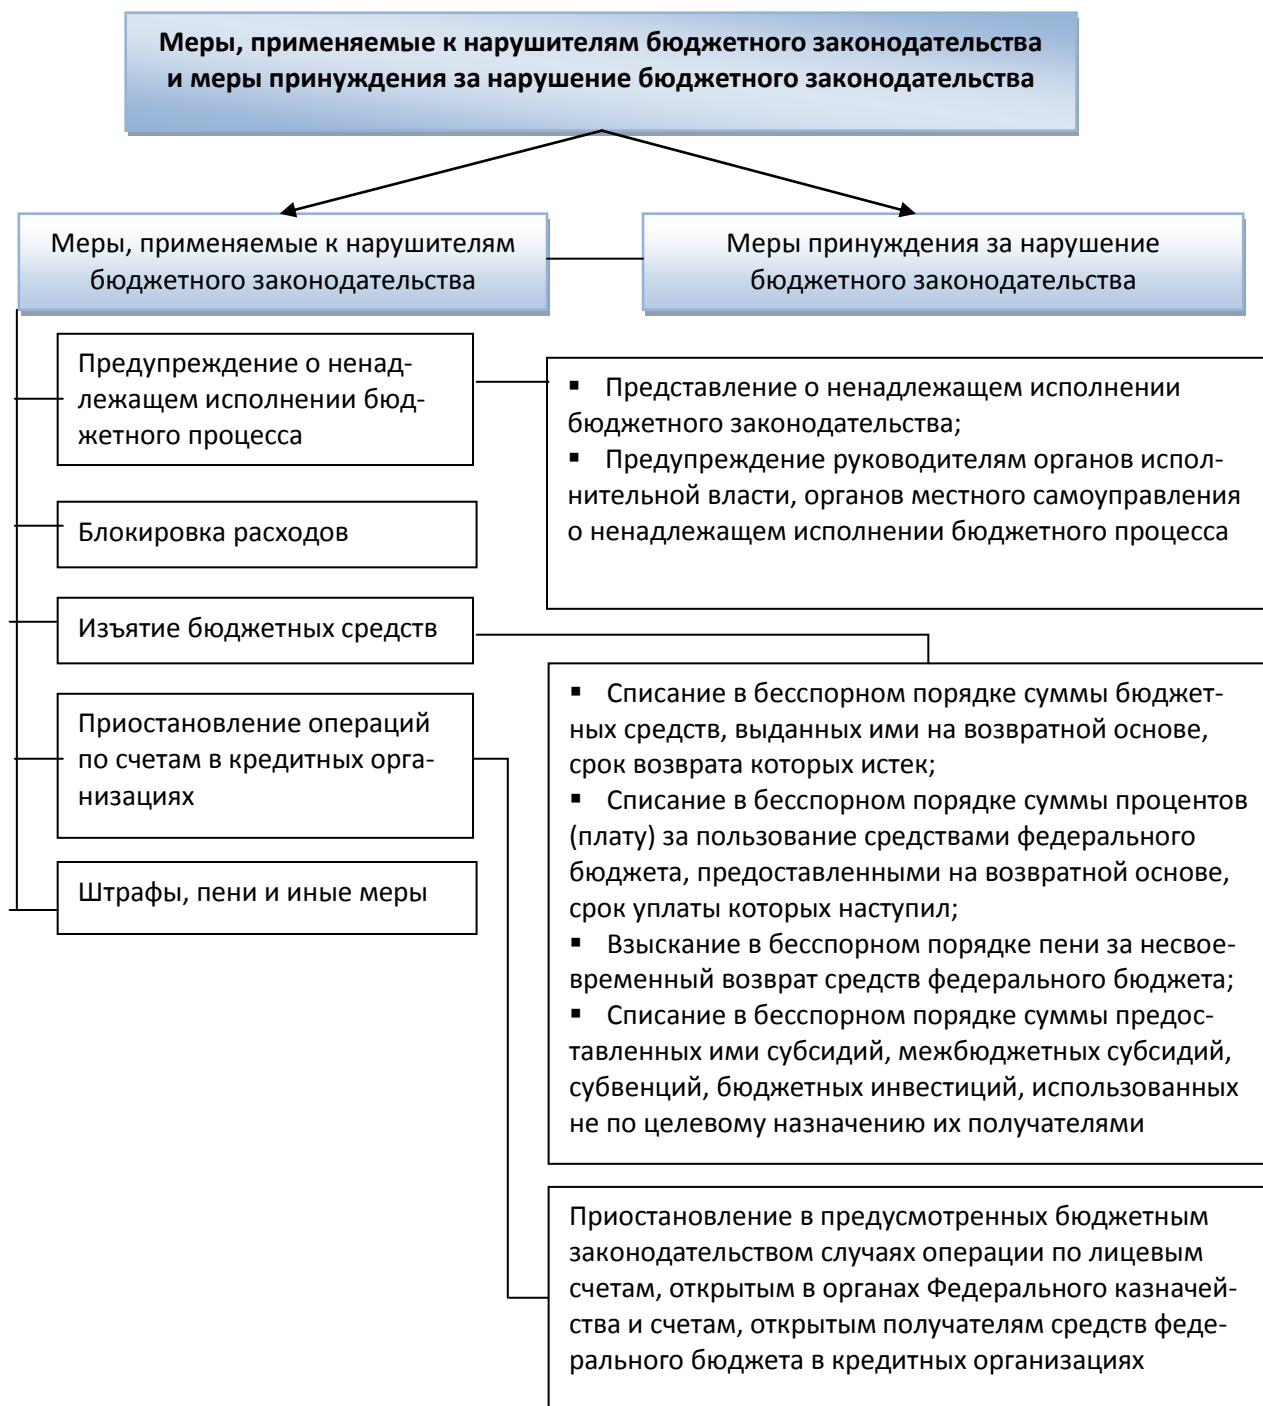 Меры, применяемые к нарушителям бюджетного законодательства
и меры принуждения за нарушение бюджетного законодательства
Меры, применяемые к нарушителям
бюджетного законодательства
Меры принуждения за нарушение
бюджетного законодательства
Предупреждение о ненад-
лежащем исполнении бюд-
жетного процесса
Блокировка расходов
Изъятие бюджетных средств
Приостановление операций
по счетам в кредитных орга-
низациях
Штрафы, пени и иные меры
▪ Представление о ненадлежащем исполнении
бюджетного законодательства;
▪ Предупреждение руководителям органов испол-
нительной власти, органов местного самоуправления
о ненадлежащем исполнении бюджетного процесса
▪ Списание в бесспорном порядке суммы бюджет-
ных средств, выданных ими на возвратной основе,
срок возврата которых истек;
▪ Списание в бесспорном порядке суммы процентов
(плату) за пользование средствами федерального
бюджета, предоставленными на возвратной основе,
срок уплаты которых наступил;
▪ Взыскание в бесспорном порядке пени за несвое-
временный возврат средств федерального бюджета;
▪ Списание в бесспорном порядке суммы предос-
тавленных ими субсидий, межбюджетных субсидий,
субвенций, бюджетных инвестиций, использованных
не по целевому назначению их получателями
Приостановление в предусмотренных бюджетным
законодательством случаях операции по лицевым
счетам, открытым в органах Федерального казначей-
ства и счетам, открытым получателям средств феде-
рального бюджета в кредитных организациях